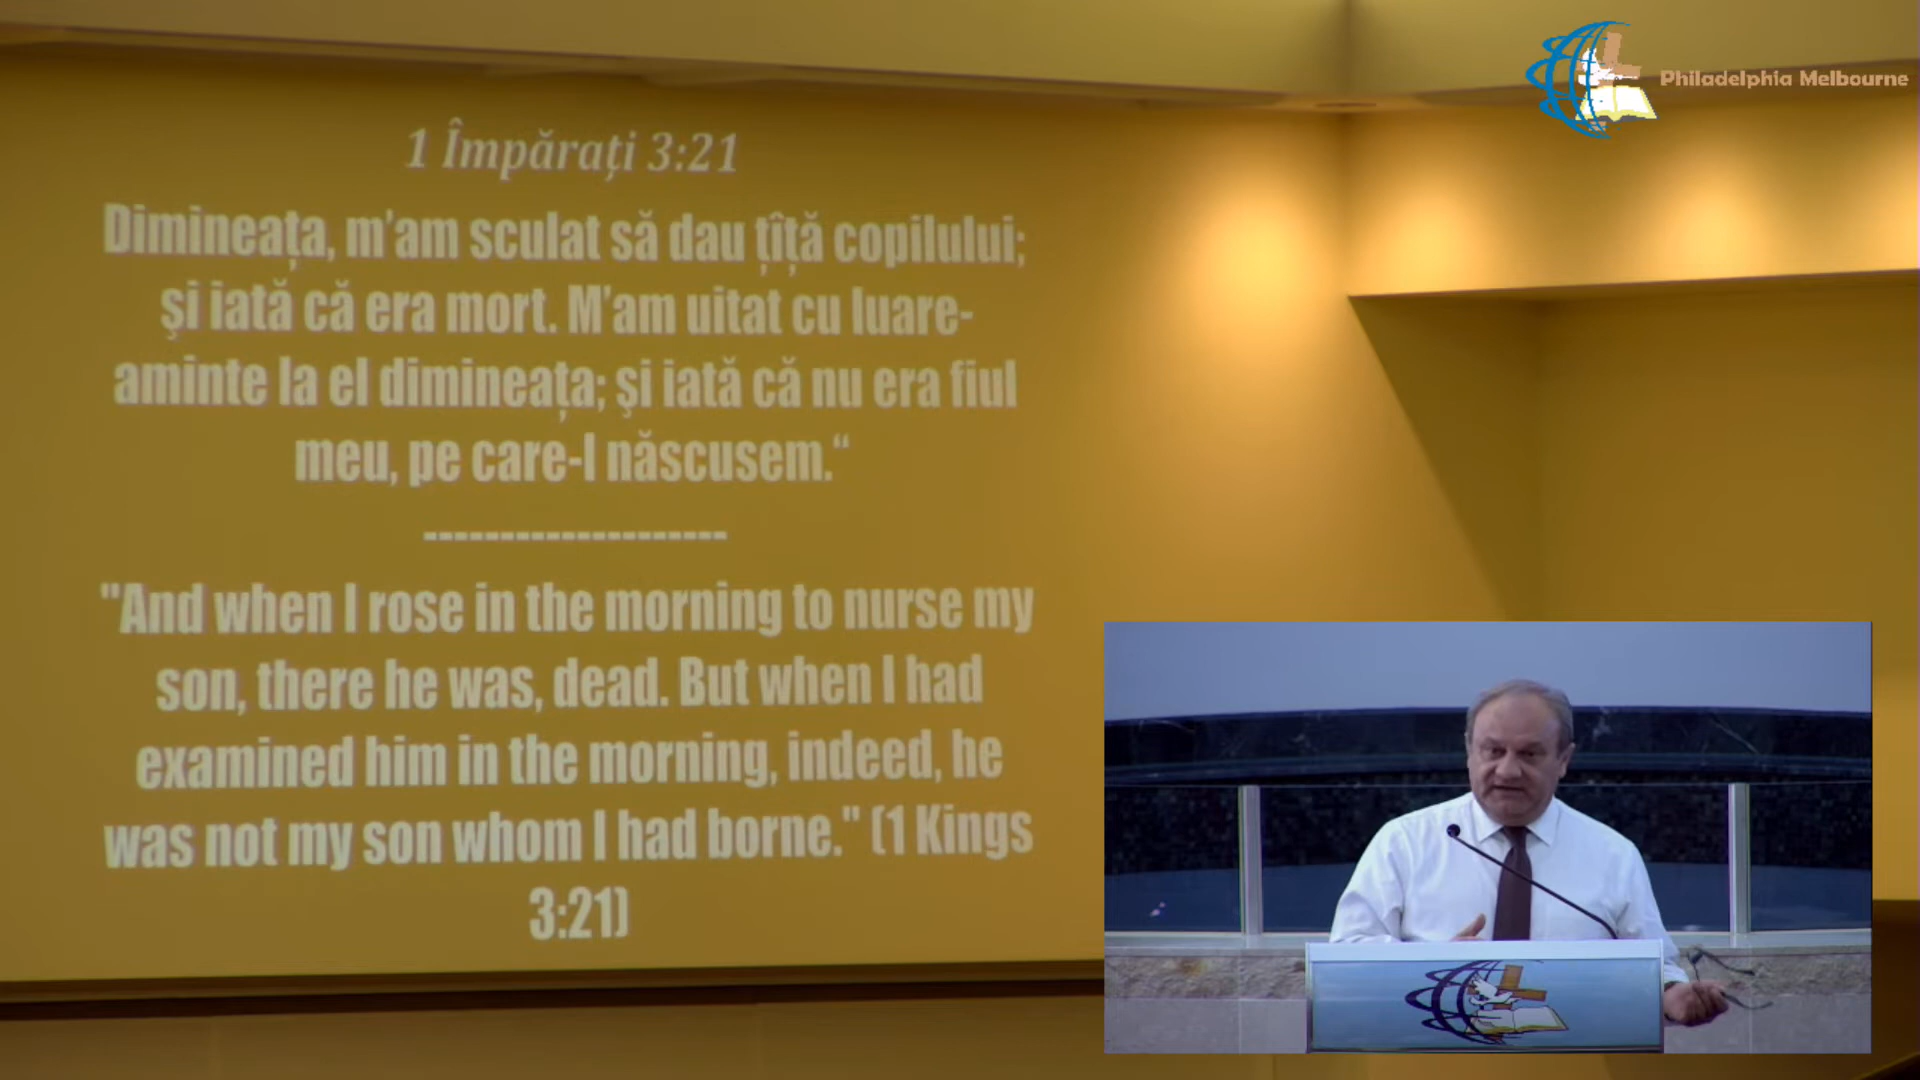 Philadelphia Melbourne
1 Împărați 3:21
Dimineața, m'am sculat să dau țîță copilului;
şi iată că era mort. M'am uitat cu luare-
aminte la el dimineața; şi iată că nu era fiul
meu, pe care-l născusem.“
--------------------
"And when I rose in the morning to nurse my
son, there he was, dead. But when I had
examined him in the morning, indeed, he
was not my son whom I had borne." (1 Kings
3:21)